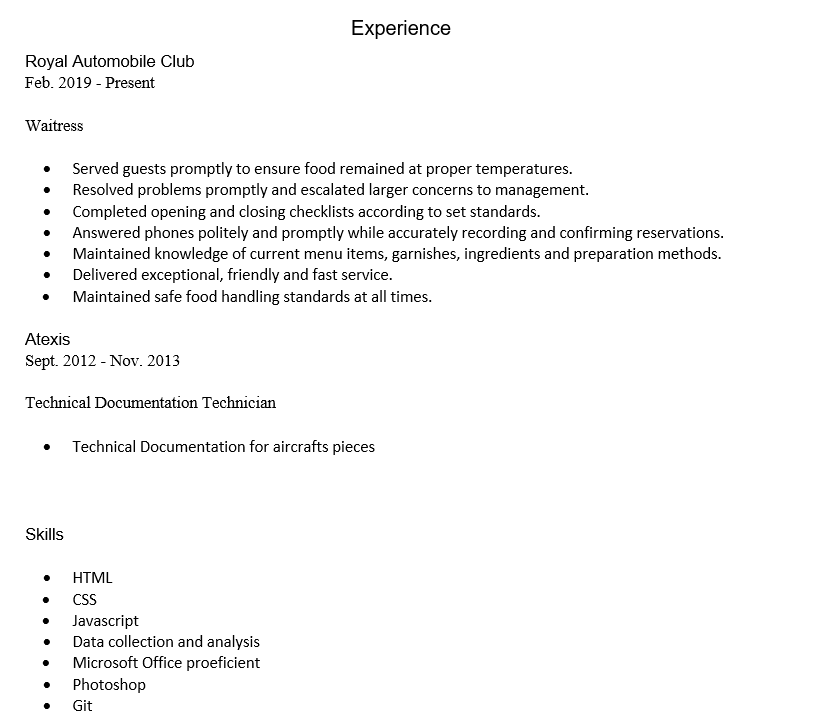 Experience
Royal Automobile Club
Feb. 2019 - Present
Waitress
• Served guests promptly to ensure food remained at proper temperatures.
• Resolved problems promptly and escalated larger concerns to management.
• Completed opening and closing checklists according to set standards.
• Answered phones politely and promptly while accurately recording and confirming reservations.
• Maintained knowledge of current menu items, garnishes, ingredients and preparation methods.
• Delivered exceptional, friendly and fast service.
• Maintained safe food handling standards at all times.
Atexis
Sept. 2012 - Nov. 2013
Technical Documentation Technician
• Technical Documentation for aircrafts pieces
Skills
• HTML
• CSS
• Javascript
• Data collection and analysis
• Microsoft Office proeficient
• Photoshop
• Git